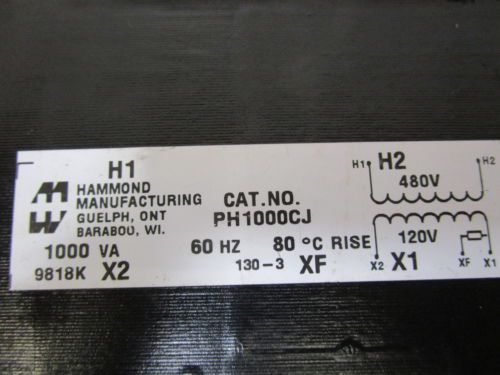 H1
HAMMOND
MANUFACTURING
GUELPH, ONT
BARABOU, WI.
1000 VA
9818K X2
CAT.NO.
PH1000CJ
60 HZ 80 °C RISE
130-3 XF
H1 H2 H2
480V
120V
X2 X1 XF X1